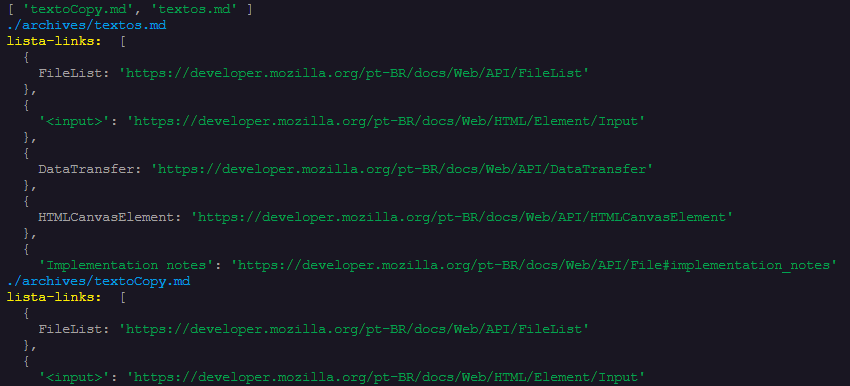 [ 'textoCopy.md', 'textos.md' ]
./archives/textos.md
lista-links:  [
  {
    FileList: 'https://developer.mozilla.org/pt-BR/docs/Web/API/FileList'
  },
  {
    '<input>': 'https://developer.mozilla.org/pt-BR/docs/Web/HTML/Element/Input'
  },
  {
    DataTransfer: 'https://developer.mozilla.org/pt-BR/docs/Web/API/DataTransfer'
  },
  {
    HTMLCanvasElement: 'https://developer.mozilla.org/pt-BR/docs/Web/API/HTMLCanvasElement'
  },
  {
    'Implementation notes': 'https://developer.mozilla.org/pt-BR/docs/Web/API/File#implementation_notes'
./archives/textoCopy.md
lista-links:  [
  {
    FileList: 'https://developer.mozilla.org/pt-BR/docs/Web/API/FileList'
  },
  {
    '<input>': 'https://developer.mozilla.org/pt-BR/docs/Web/HTML/Element/Input'